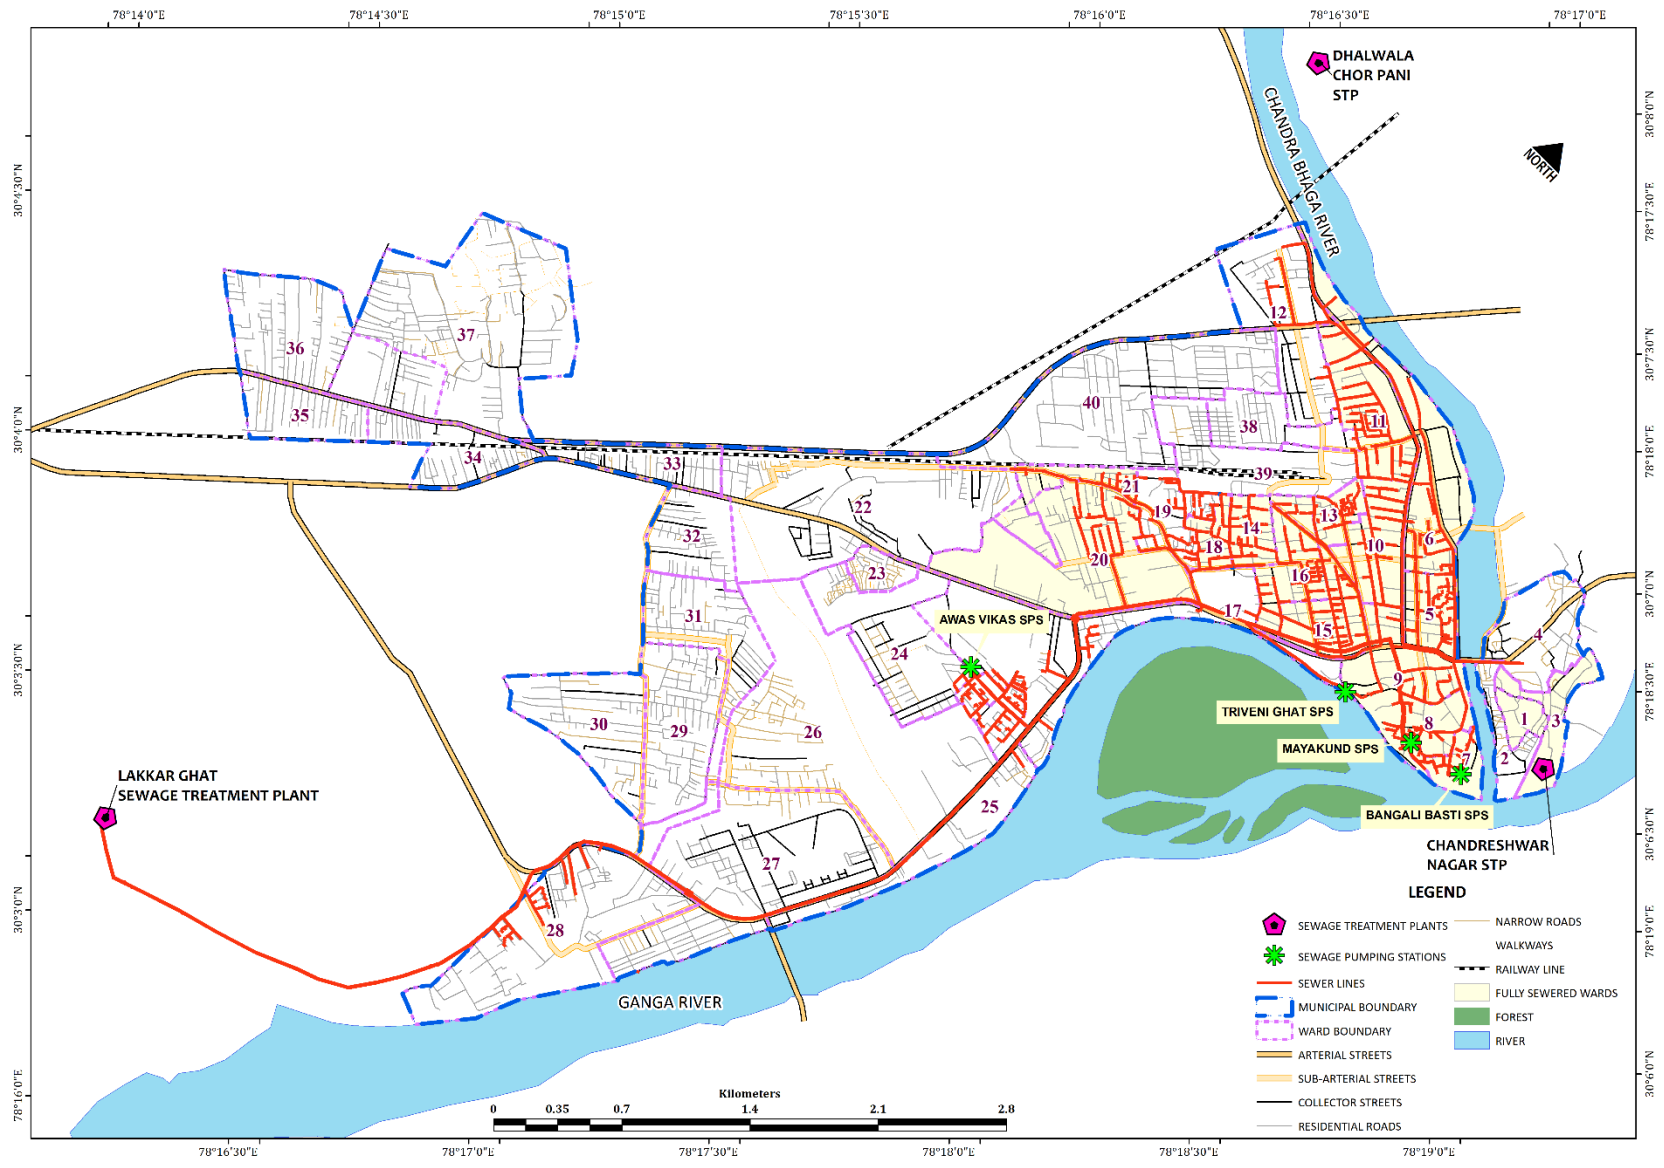 78°14'0"E
78°14'30"E
78°15'0"E
78°15'30"E
78°16'0"E
78°16'30"E
78°17'0"E
DHALWALA
CHOR PANI
STP
CHANDRA BHAGA RIVER
NORTH
30°8'0"N
30°4'30"N
78°17'30"E
12
37
36
30°7'30"N
35
40
38
11
30°4'0"N
34
33
39
78°18'0"E
21
22
19
14
13
32
18
10
6
20
23
16
30°7'0"N
31
17
5
AWAS VIKAS SPS
15
4
24
30°3'30"N
9
78°18'30"E
TRIVENI GHAT SPS
30
29
26
8
1
3
MAYAKUND SPS
7
2
LAKKAR GHAT
SEWAGE TREATMENT PLANT
25
BANGALI BASTI SPS
30°6'30"N
CHANDRESHWAR
NAGAR STP
27
28
30°3'0"N
78°19'0"E
GANGA RIVER
LEGEND
SEWAGE TREATMENT PLANTS
SEWAGE PUMPING STATIONS
SEWER LINES
MUNICIPAL BOUNDARY
WARD BOUNDARY
ARTERIAL STREETS
SUB-ARTERIAL STREETS
COLLECTOR STREETS
RESIDENTIAL ROADS
NARROW ROADS
WALKWAYS
RAILWAY LINE
FULLY SEWERED WARDS
FOREST
RIVER
78°16'0"E
30°6'0"N
Kilometers
0 0.35 0.7 1.4 2.1 2.8
78°16'30"E
78°17'0"E
78°17'30"E
78°18'0"E
78°18'30"E
78°19'0"E